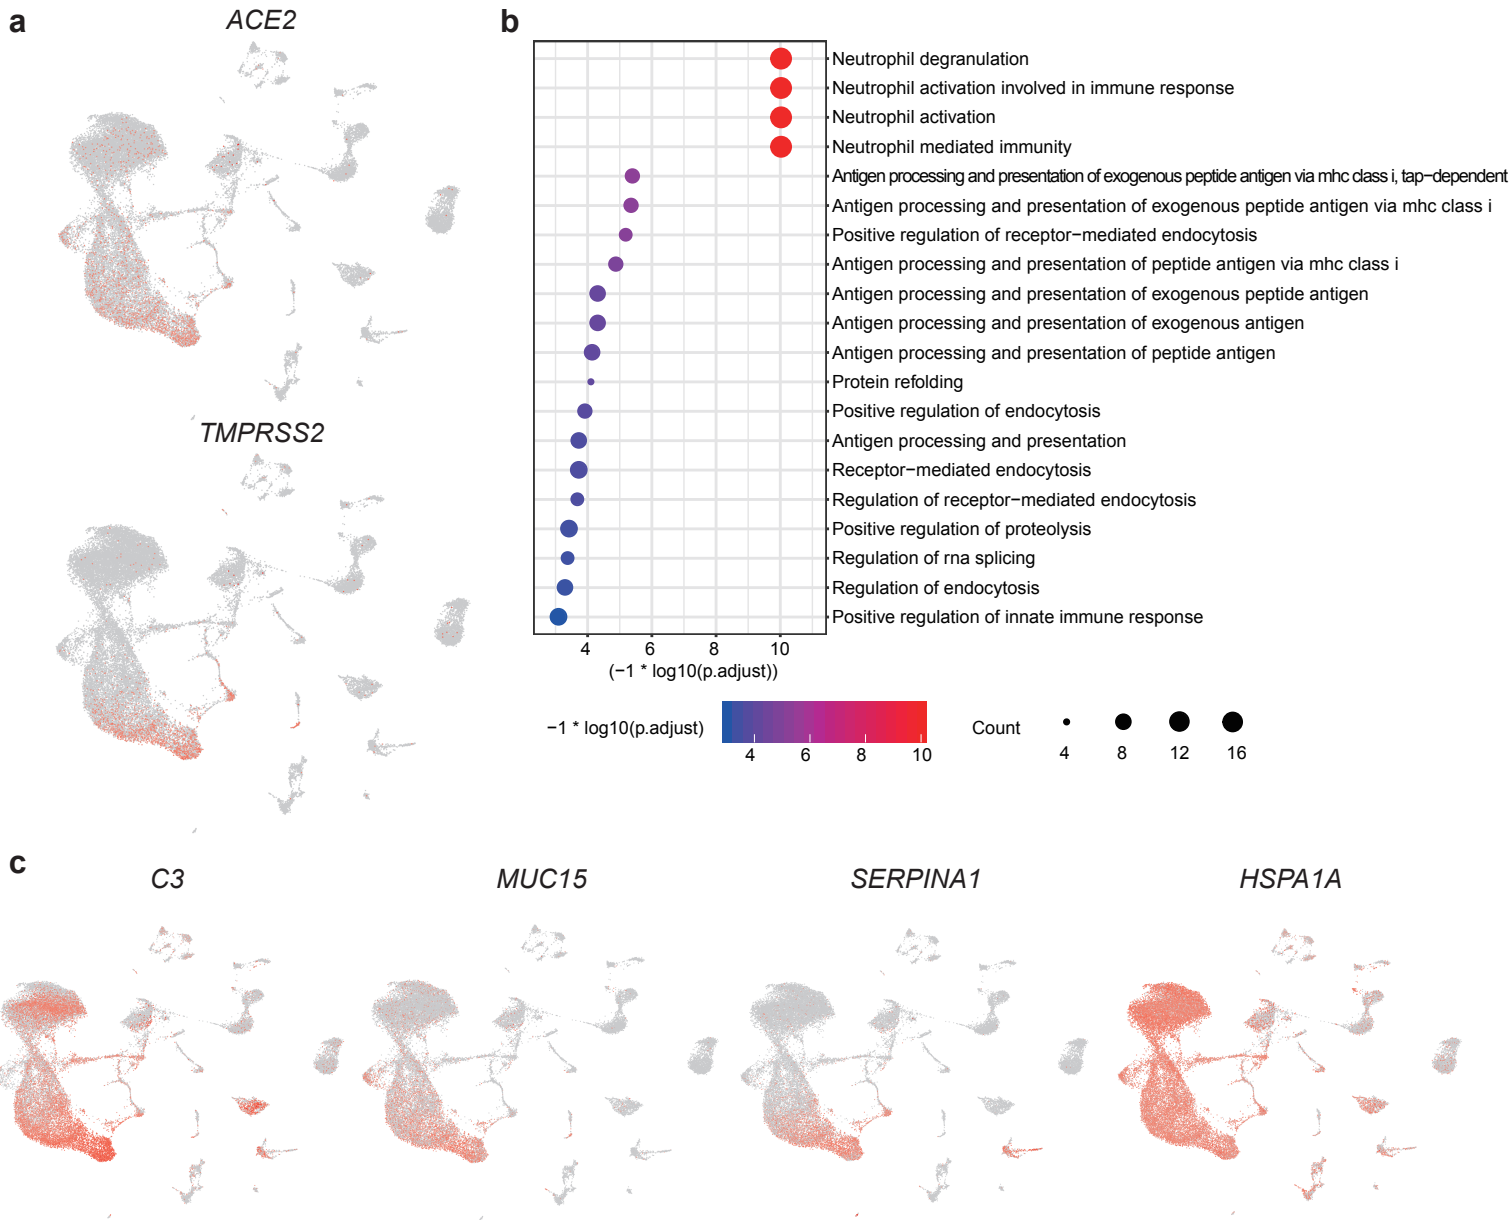 a
ACE2
TMPRSS2
b
Neutrophil degranulation
Neutrophil activation involved in immune response
Neutrophil activation
Neutrophil mediated immunity
Antigen processing and presentation of exogenous peptide antigen via mhc class i, tap−dependent
Antigen processing and presentation of exogenous peptide antigen via mhc class i
Positive regulation of receptor−mediated endocytosis
Antigen processing and presentation of peptide antigen via mhc class i
Antigen processing and presentation of exogenous peptide antigen
Antigen processing and presentation of exogenous antigen
Antigen processing and presentation of peptide antigen
Protein refolding
Positive regulation of endocytosis
Antigen processing and presentation
Receptor−mediated endocytosis
Regulation of receptor−mediated endocytosis
Positive regulation of proteolysis
Regulation of rna splicing
Regulation of endocytosis
Positive regulation of innate immune response
4 6 8 10
(−1 * log10(p.adjust))
−1 * log10(p.adjust)
4 6 8 10
Count
4 8 12 16
c
C3 MUC15 SERPINA1 HSPA1A